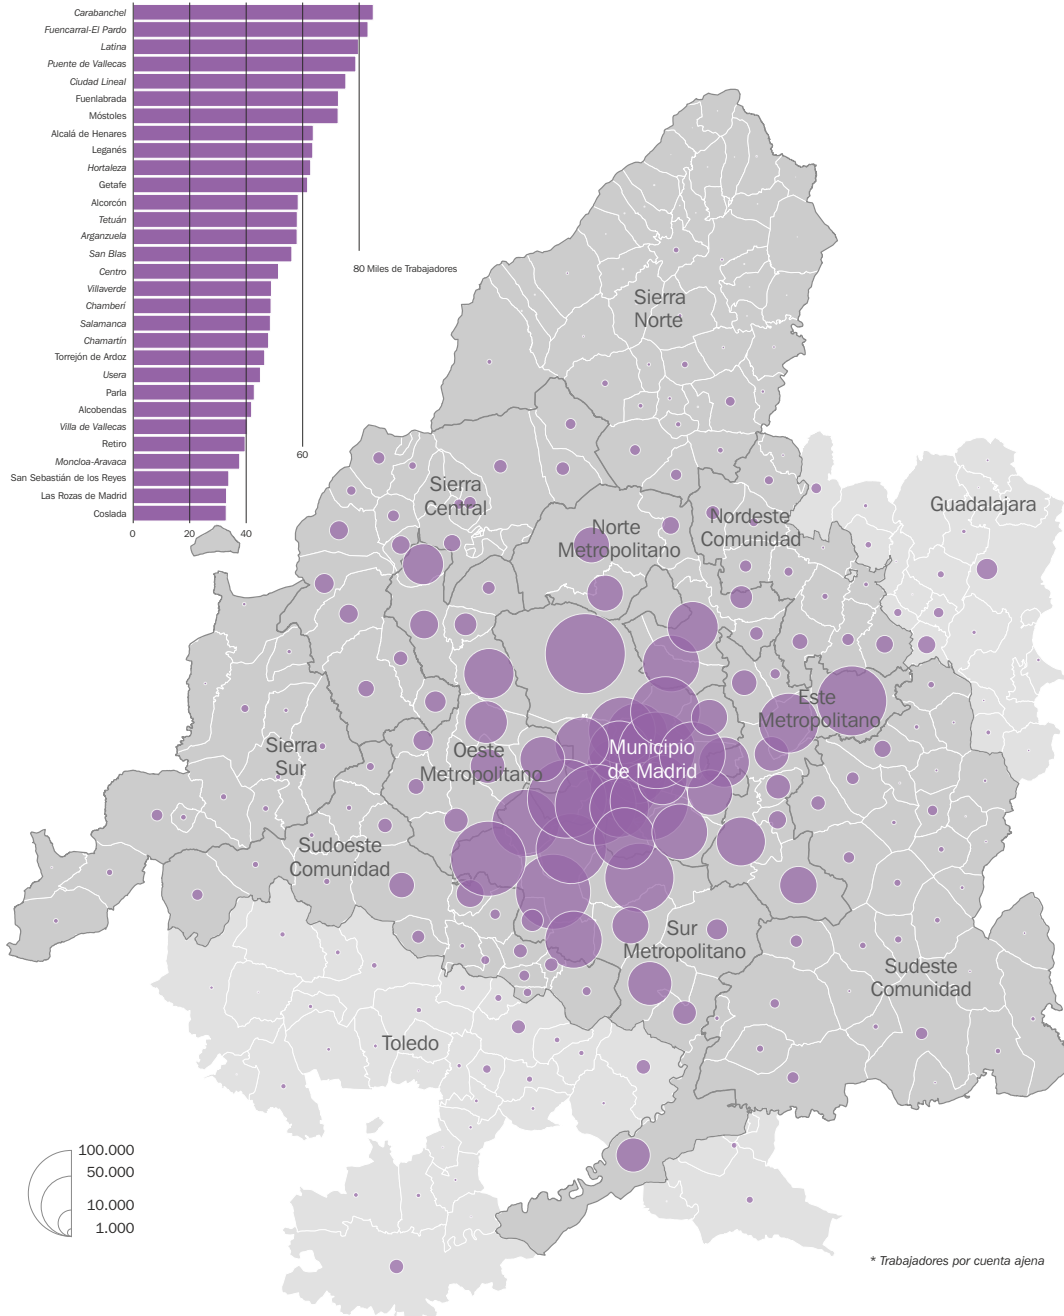 Carabanchel
Fuencarral-El Pardo
Latina
Puente de Vallecas
Ciudad Lineal
Fuenlabrada
Móstoles
Alcalá de Henares
Leganés
Hortaleza
Getafe
Alcorcón
Tetuán
Arganzuela
San Blas
Centro
Villaverde
Chamberí
Salamanca
Chamartín
Torrejón de Ardoz
Usera
Parla
Alcobendas
Villa de Vallecas
Retiro
Moncloa-Aravaca
San Sebastián de los Reyes
Las Rozas de Madrid
Coslada
0
20
40
60
80 Miles de Trabajadores
Sierra
Norte
Sierra
Central
Norte
Metropolitano
Nordeste
Comunidad
Guadalajara
Este
Metropolitano
Sierra
Sur
Oeste
Metropolitano
Municipio
de Madrid
Sudoeste
Comunidad
Sur
Metropolitano
Sudeste
Comunidad
Toledo
100.000
50.000
10.000
1.000
* Trabajadores por cuenta ajena